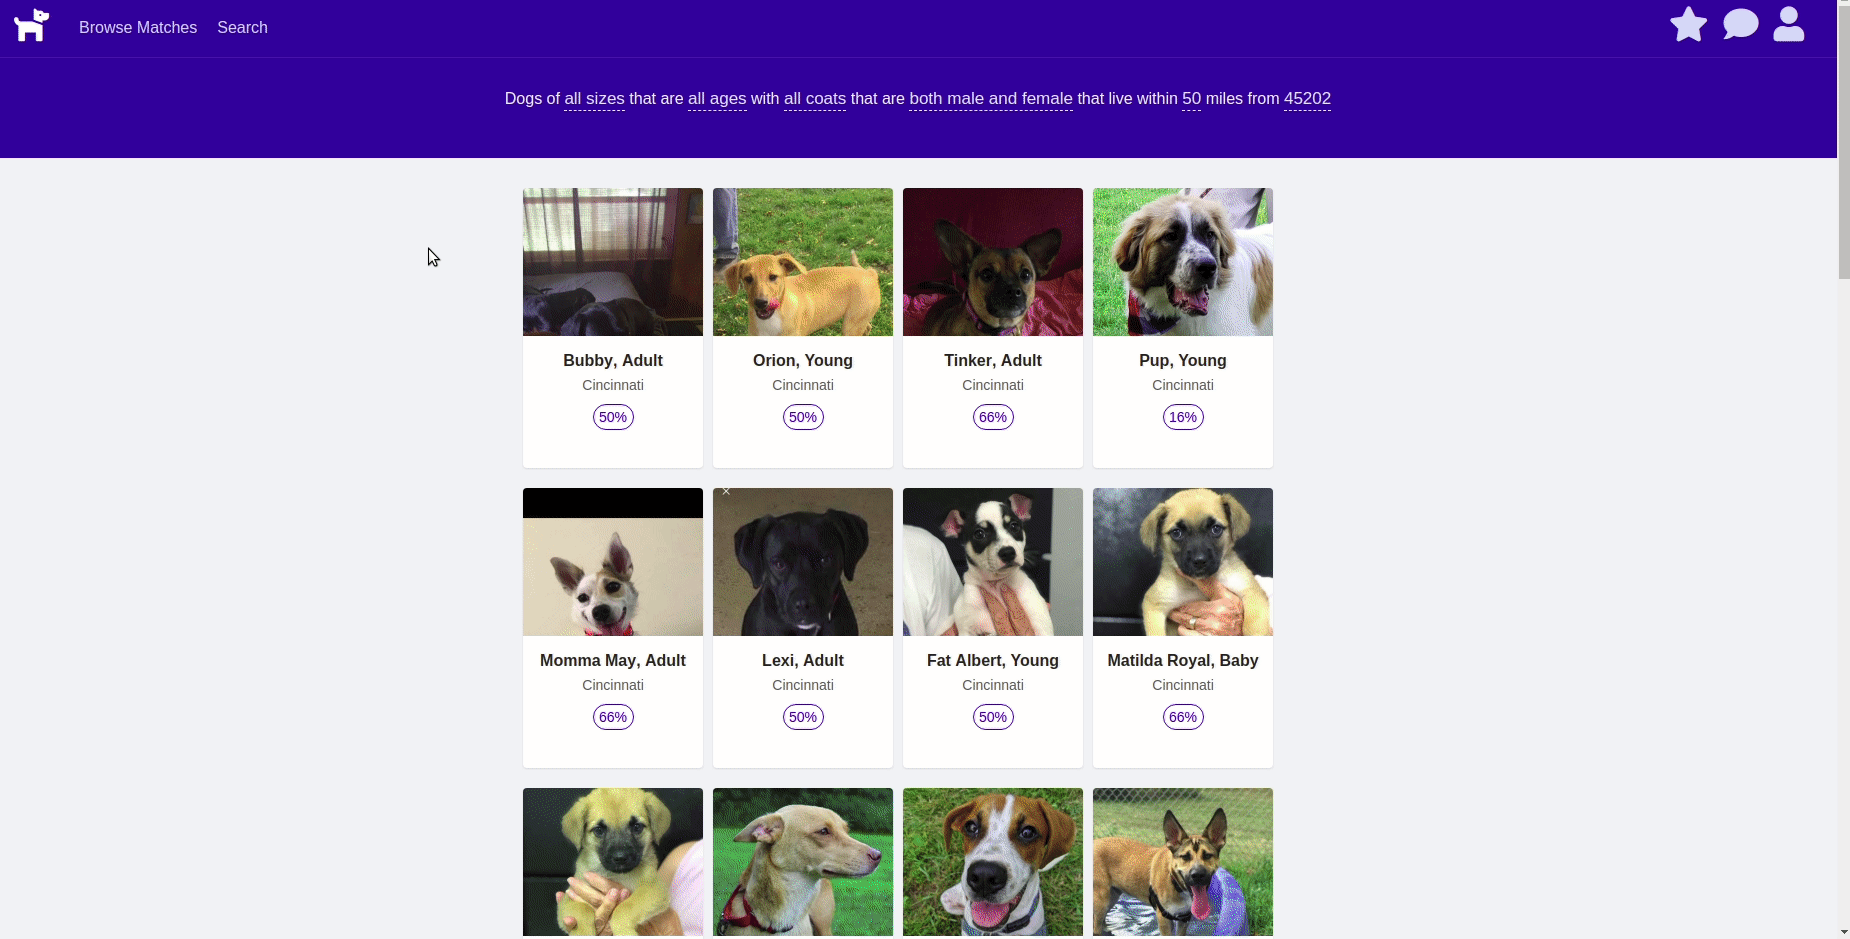 Browse Matches Search
Dogs of all sizes that are all ages with all coats that are both male and female that live within 50 miles from 45202
Bubby, Adult
Cincinnati
50%
Orion, Young
Cincinnati
50%
Tinker, Adult
Cincinnati
66%
Pup, Young
Cincinnati
16%
Momma May, Adult
Cincinnati
66%
Lexi, Adult
Cincinnati
50%
Fat Albert, Young
Cincinnati
50%
Matilda Royal, Baby
Cincinnati
66%